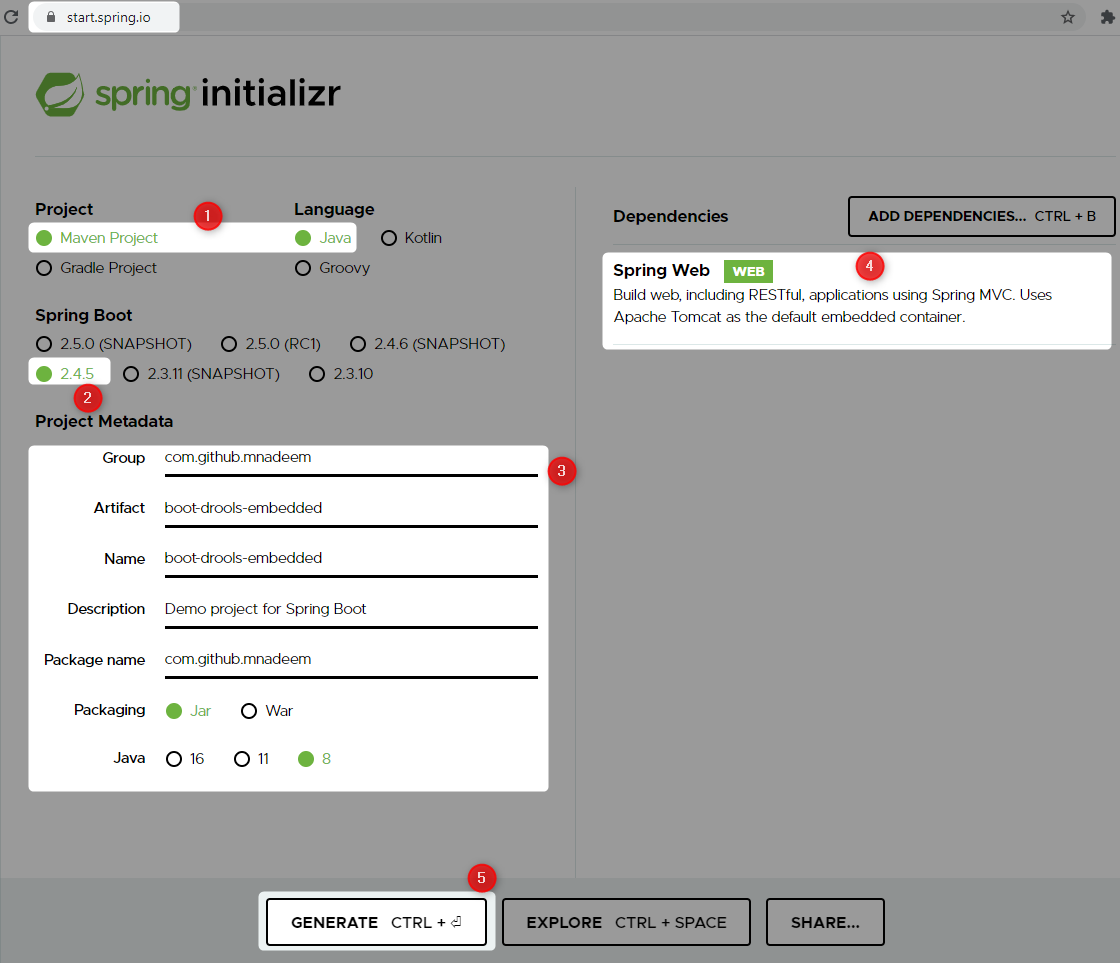 start.spring.io
spring initializr
Project
1
Language
Maven Project
Java
Kotlin
Gradle Project
Groovy
Spring Boot
2.5.0 (SNAPSHOT)
2.5.0 (RC1)
2.4.6 (SNAPSHOT)
2.4.5
2.3.11 (SNAPSHOT)
2.3.10
2
Project Metadata
3
Group com.github.mnadeem
Artifact boot-drools-embedded
Name boot-drools-embedded
Description Demo project for Spring Boot
Package name com.github.mnadeem
Packaging Jar War
Java 16 11 8
Dependencies
ADD DEPENDENCIES... CTRL + B
4
Spring Web WEB
Build web, including RESTful, applications using Spring MVC. Uses
Apache Tomcat as the default embedded container.
5
GENERATE CTRL + ⏎
EXPLORE CTRL + SPACE
SHARE...